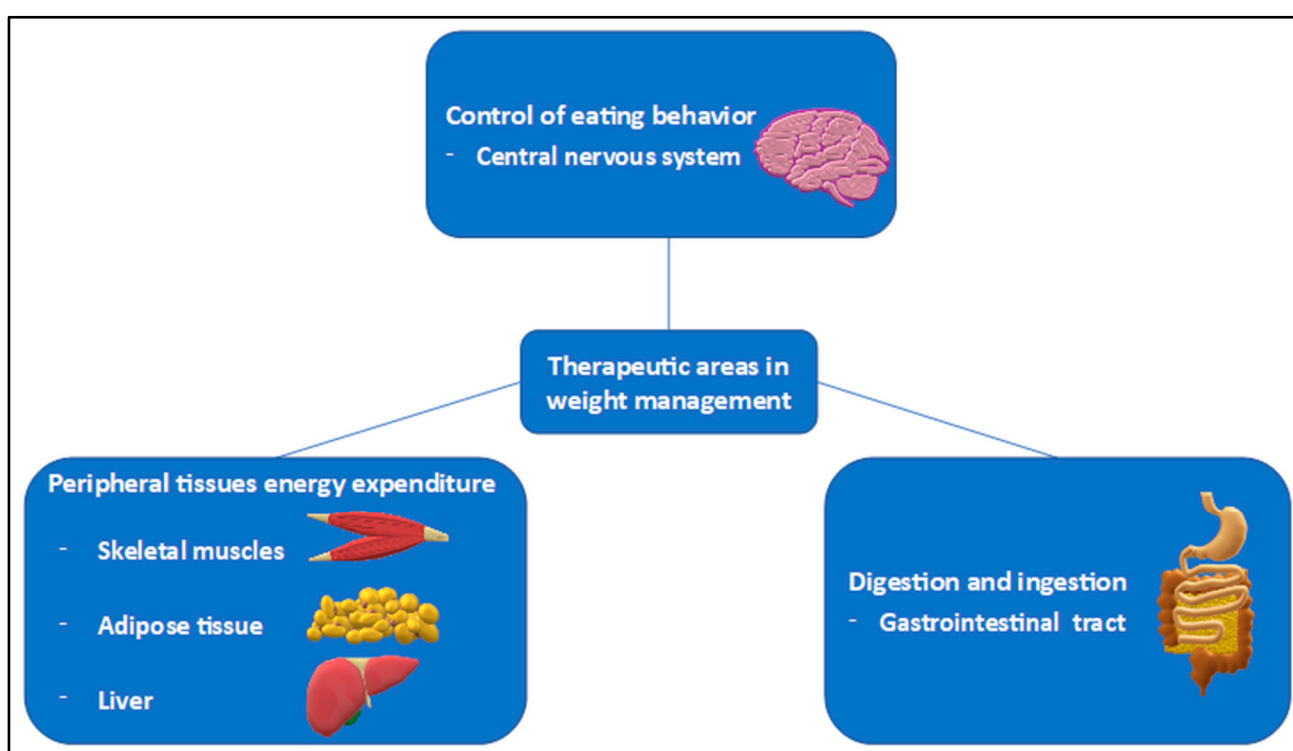 Control of eating behavior
- Central nervous system
Therapeutic areas in
weight management
Peripheral tissues energy expenditure
- Skeletal muscles
- Adipose tissue
- Liver
Digestion and ingestion
- Gastrointestinal tract